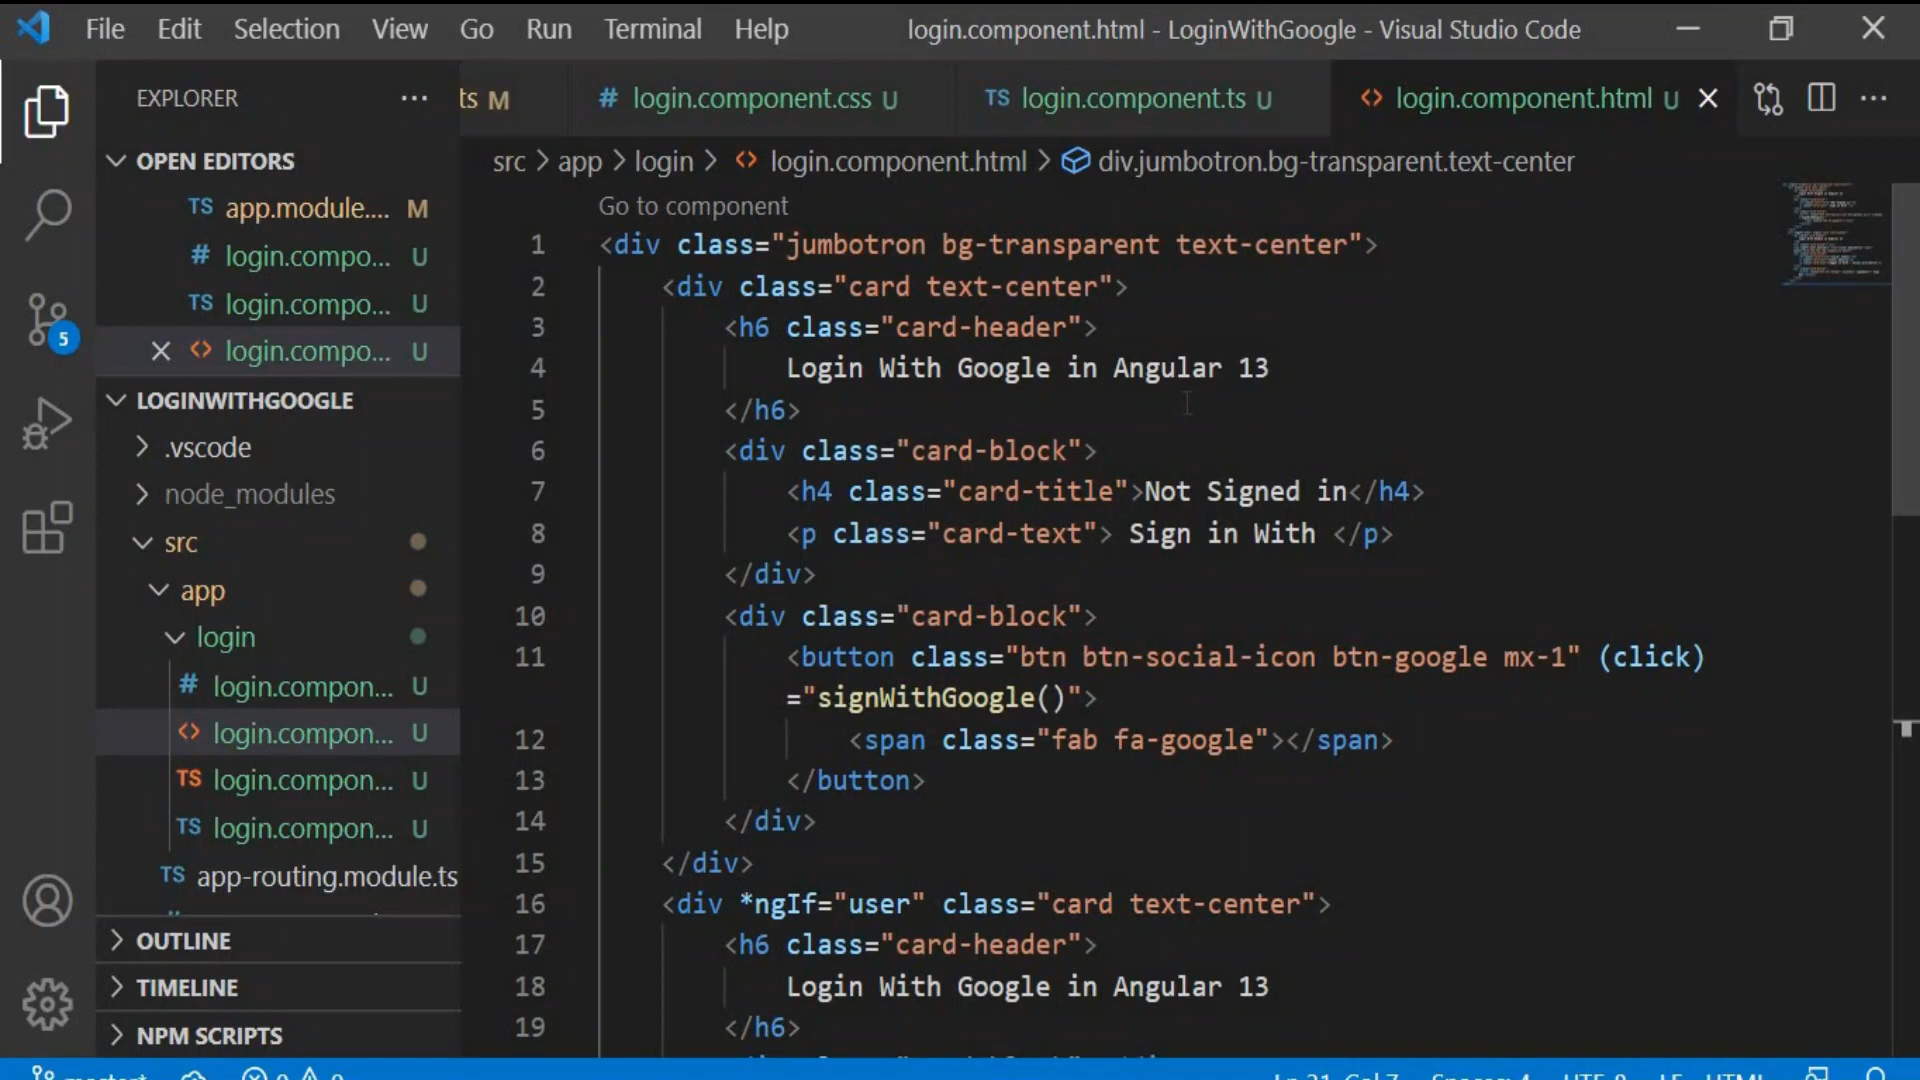 File Edit Selection View Go Run Terminal Help login.component.html - LoginWithGoogle - Visual Studio Code
EXPLORER
ts M
# login.component.css U
TS login.component.ts U
<> login.component.html U
OPEN EDITORS
TS app.module.... M
# login.compo... U
TS login.compo... U
<> login.compo... U
LOGINWITHGOOGLE
.vscode
node_modules
src
app
login
# login.compon... U
<> login.compon... U
TS login.compon... U
TS login.compon... U
TS app-routing.module.ts
OUTLINE
TIMELINE
NPM SCRIPTS
5
src > app > login > <> login.component.html > div.jumbotron.bg-transparent.text-center
Go to component
1 <div class="jumbotron bg-transparent text-center">
2 <div class="card text-center">
3 <h6 class="card-header">
4 Login With Google in Angular 13
5 </h6>
6 <div class="card-block">
7 <h4 class="card-title">Not Signed in</h4>
8 <p class="card-text"> Sign in With </p>
9 </div>
10 <div class="card-block">
11 <button class="btn btn-social-icon btn-google mx-1" (click)
="signWithGoogle()">
12 <span class="fab fa-google"></span>
13 </button>
14 </div>
15 </div>
16 <div *ngIf="user" class="card text-center">
17 <h6 class="card-header">
18 Login With Google in Angular 13
19 </h6>